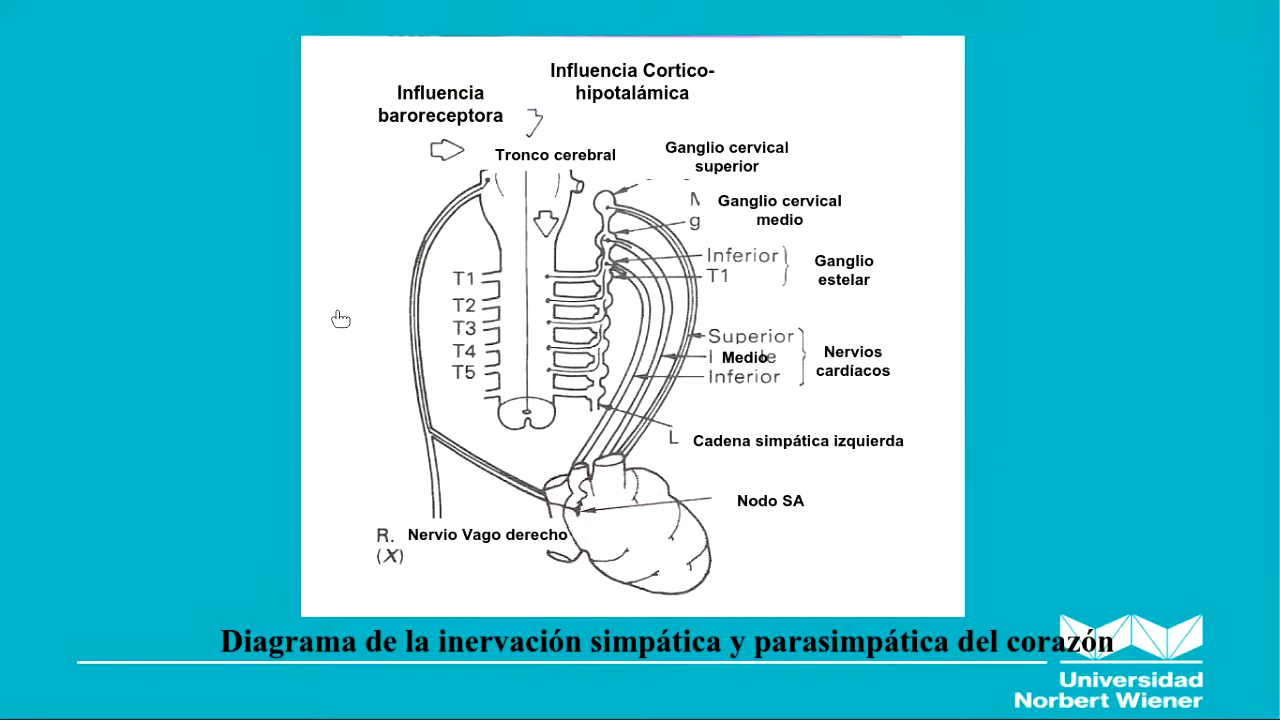 Influencia Cortico-
hipotalámica
Influencia
baroreceptora
Tronco cerebral
Ganglio cervical
superior
M Ganglio cervical
g medio
Inferior
T1
Ganglio
estelar
T1
T2
T3
T4
T5
Superior
Medio
Inferior
Nervios
cardíacos
L Cadena simpática izquierda
Nodo SA
R. Nervio Vago derecho
(X)
Diagrama de la inervación simpática y parasimpática del corazón
Universidad
Norbert Wiener